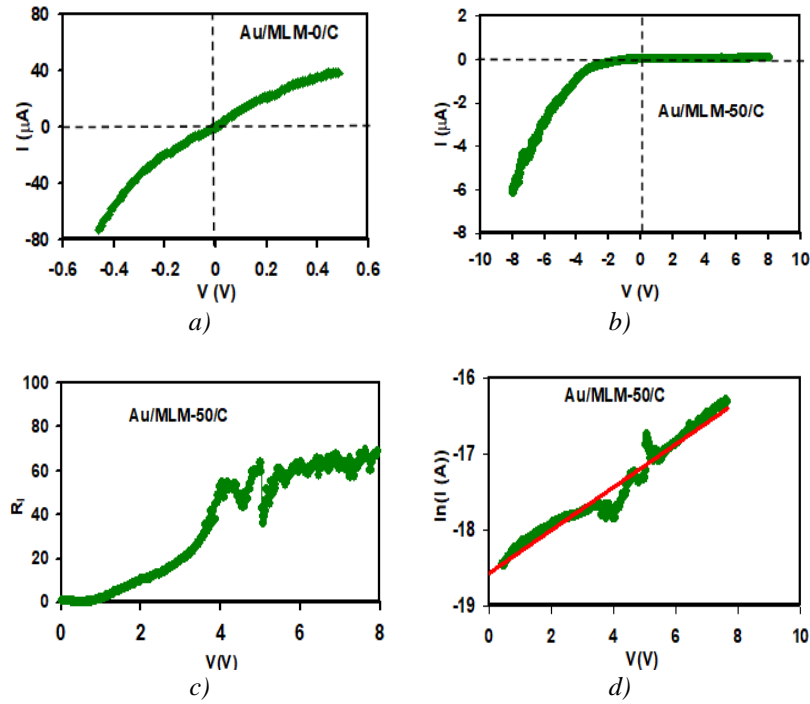 80
40
0
-40
-80
I (μA)
Au/MLM-0/C
-0.6 -0.4 -0.2 0 0.2 0.4 0.6
V (V)
a)
2
0
-2
-4
-6
-8
I (μA)
Au/MLM-50/C
-10 -8 -6 -4 -2 0 2 4 6 8 10
V (V)
b)
100
80
60
40
20
0
R_I
Au/MLM-50/C
0 2 4 6 8
V(V)
c)
-16
-17
-18
-19
ln(I (A))
Au/MLM-50/C
0 2 4 6 8 10
V(V)
d)